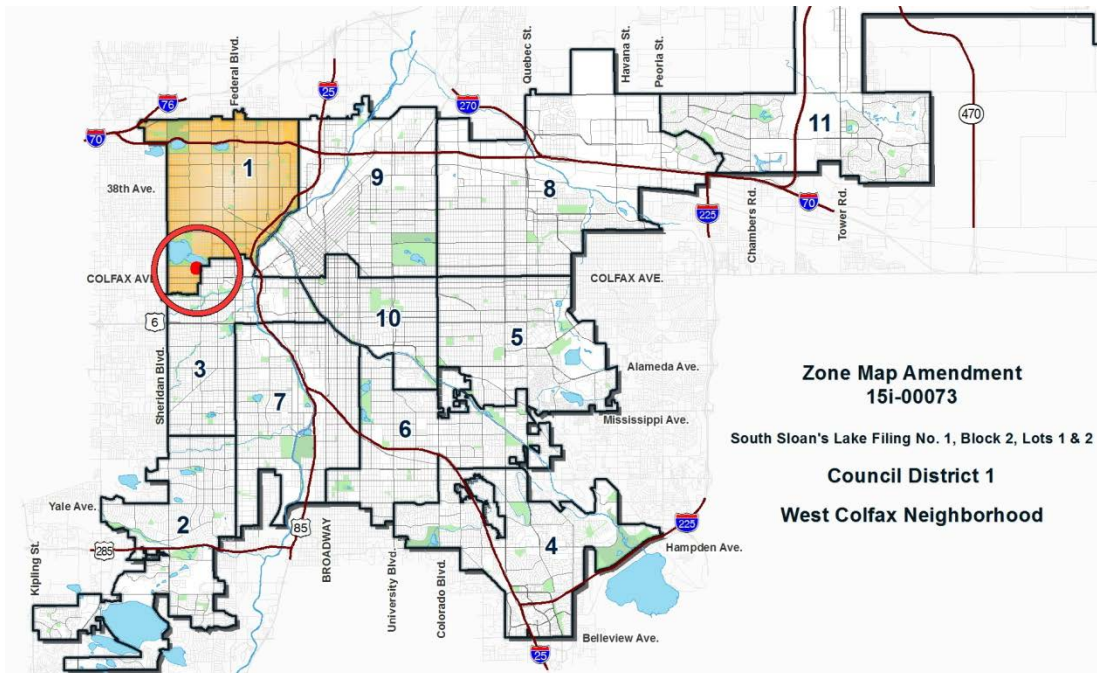 Federal Blvd.
Quebec St.
Havana St.
Peoria St.
76
25
270
70
470
11
1
9
8
38th Ave.
225
Chambers Rd.
70
Tower Rd.
COLFAX AVE
COLFAX AVE.
6
10
5
3
Sheridan Blvd.
7
Alameda Ave.
Mississippi Ave.
6
Zone Map Amendment
15i-00073
South Sloan's Lake Filing No. 1, Block 2, Lots 1 & 2
Council District 1
West Colfax Neighborhood
Yale Ave.
2
285
85
4
225
Hampden Ave.
Kipling St.
BROADWAY
University Blvd.
Colorado Blvd.
Belleview Ave.
25